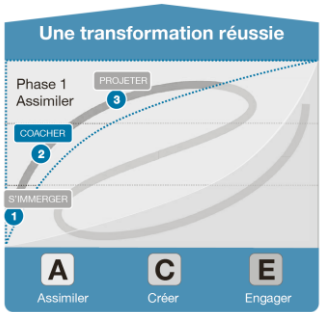 Une transformation réussie
Phase 1
Assimiler
PROJETER
3
COACHER
2
S'IMMERGER
1
A
C
E
Assimiler
Créer
Engager